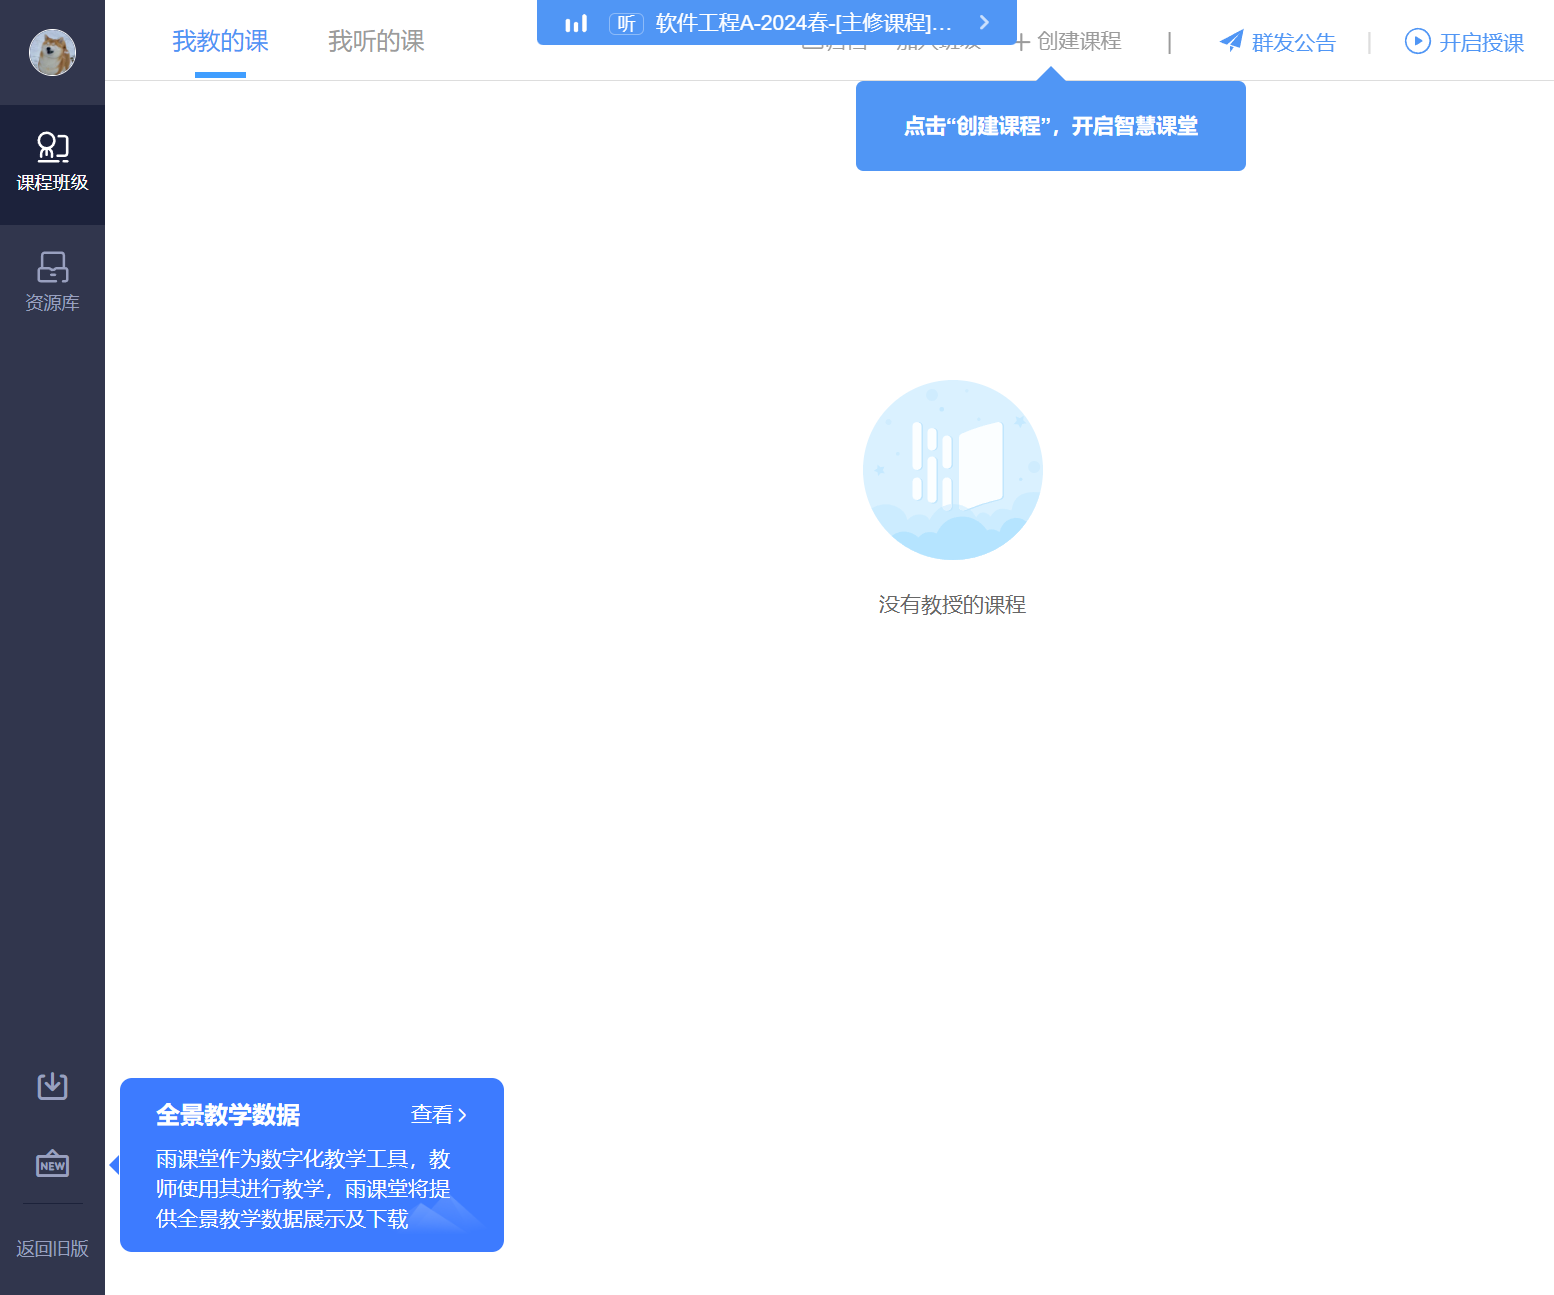 我教的课
我听的课
听 软件工程A-2024春-[主修课程]...
创建课程
群发公告
开启授课
点击“创建课程”，开启智慧课堂
课程班级
资源库
没有教授的课程
全景教学数据
查看
雨课堂作为数字化教学工具，教
师使用其进行教学，雨课堂将提
供全景教学数据展示及下载
NEW
返回旧版